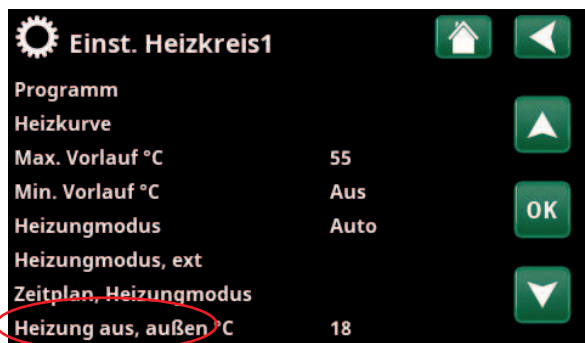 Einst. Heizkreis1
Programm
Heizkurve
Max. Vorlauf °C 55
Min. Vorlauf °C Aus
Heizungmodus Auto
Heizungmodus, ext
Zeitplan, Heizungmodus
Heizung aus, außen °C 18
OK